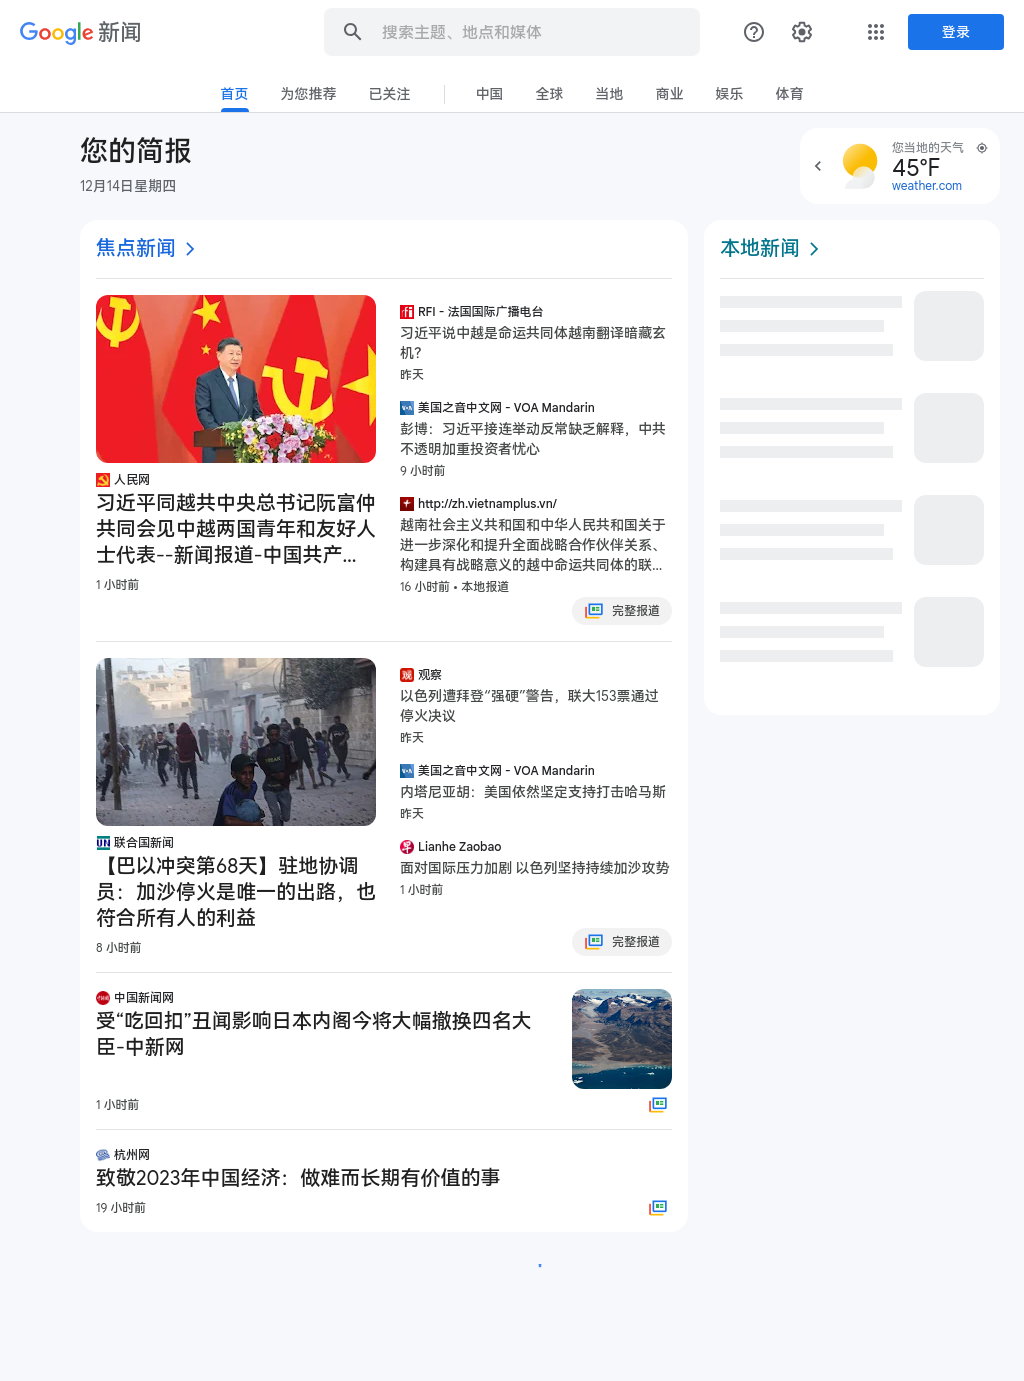 Google 新闻
搜索主题、地点和媒体
登录
首页
为您推荐
已关注
中国
全球
当地
商业
娱乐
体育
您的简报
12月14日星期四
您当地的天气
45°F
weather.com
焦点新闻
人民网
习近平同越共中央总书记阮富仲
共同会见中越两国青年和友好人
士代表--新闻报道-中国共产...
1 小时前
RFI - 法国国际广播电台
习近平说中越是命运共同体越南翻译暗藏玄
机？
昨天
美国之音中文网 - VOA Mandarin
彭博：习近平接连举动反常缺乏解释，中共
不透明加重投资者忧心
9 小时前
http://zh.vietnamplus.vn/
越南社会主义共和国和中华人民共和国关于
进一步深化和提升全面战略合作伙伴关系、
构建具有战略意义的越中命运共同体的联...
16 小时前 • 本地报道
完整报道
联合国新闻
【巴以冲突第68天】驻地协调
员：加沙停火是唯一的出路，也
符合所有人的利益
8 小时前
观察
以色列遭拜登“强硬”警告，联大153票通过
停火决议
昨天
美国之音中文网 - VOA Mandarin
内塔尼亚胡：美国依然坚定支持打击哈马斯
昨天
Lianhe Zaobao
面对国际压力加剧 以色列坚持持续加沙攻势
1 小时前
完整报道
中国新闻网
受“吃回扣”丑闻影响日本内阁今将大幅撤换四名大
臣-中新网
1 小时前
杭州网
致敬2023年中国经济：做难而长期有价值的事
19 小时前
本地新闻